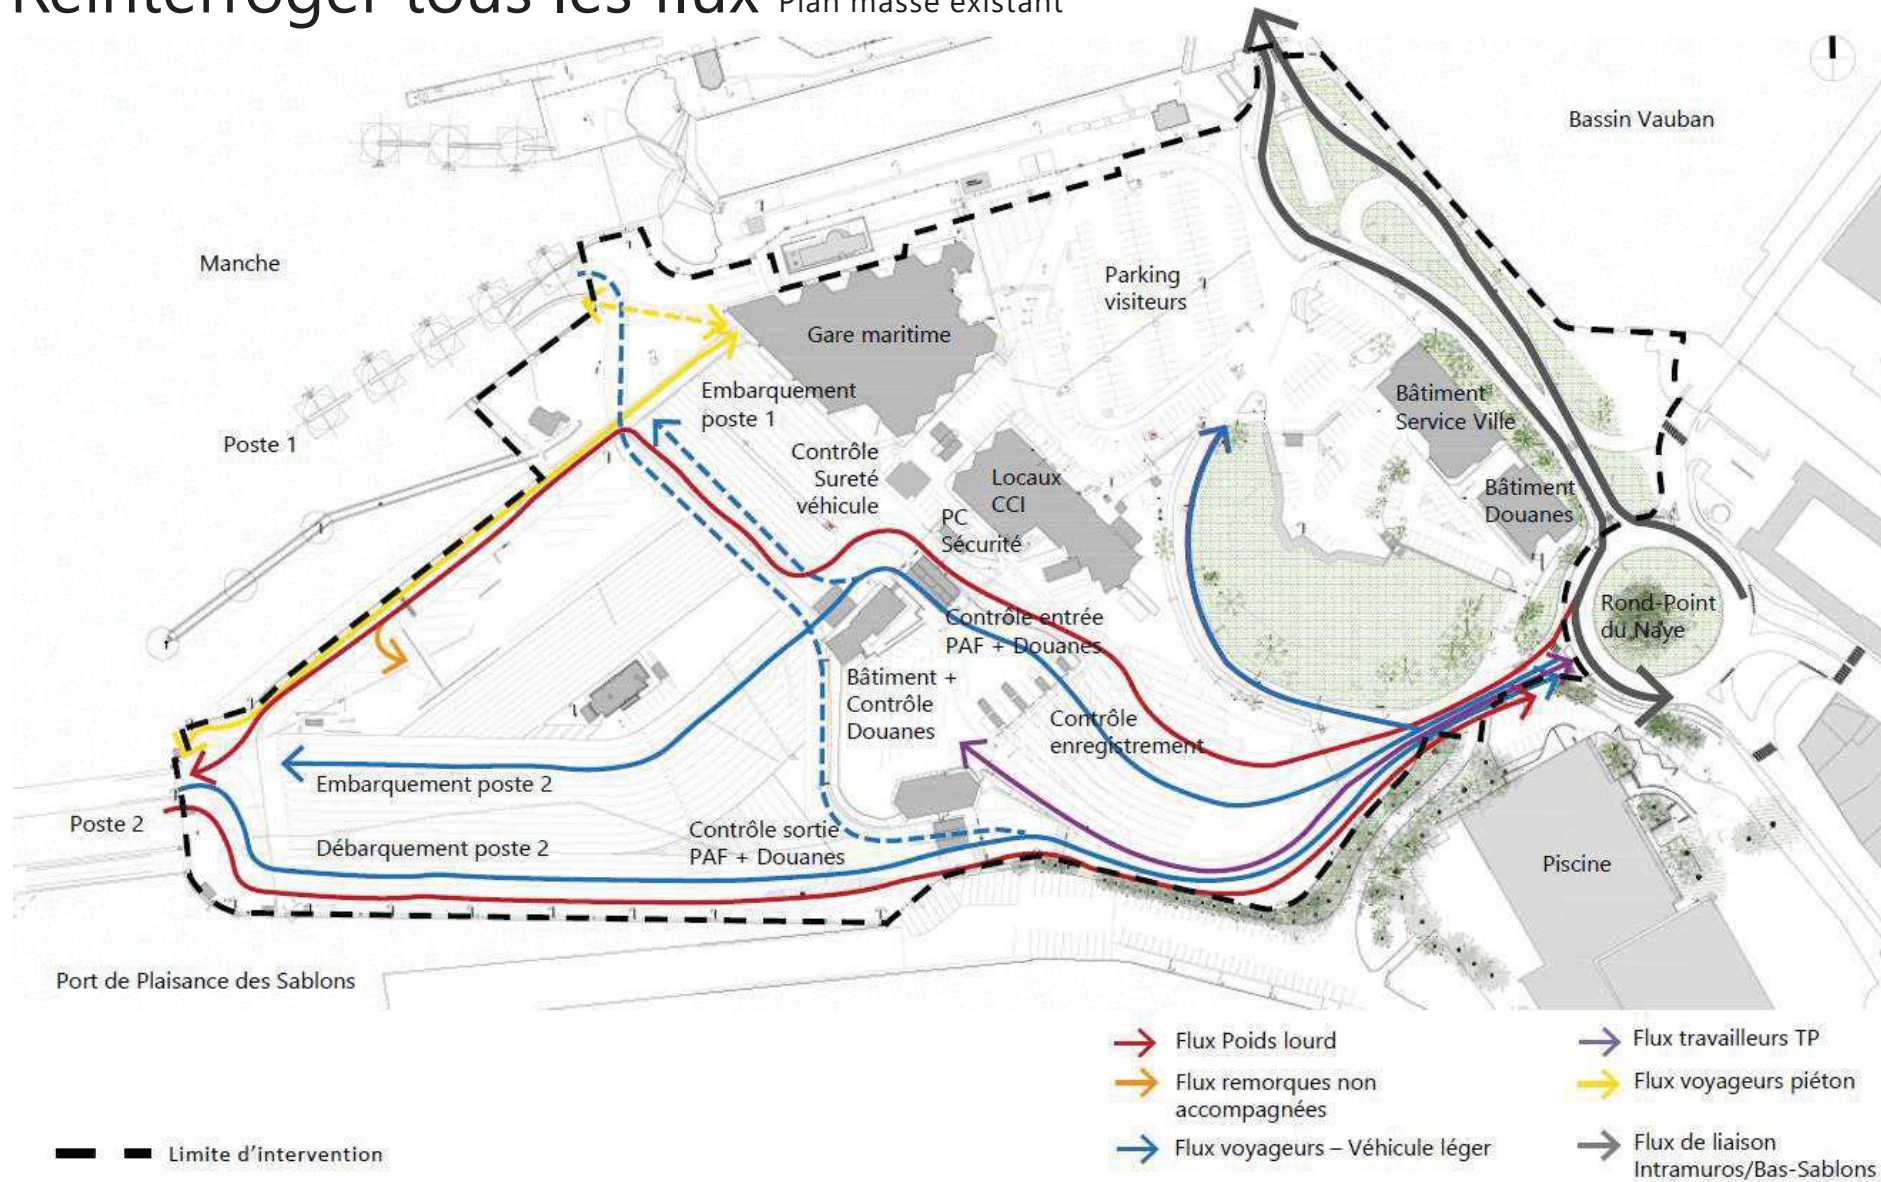 Réinterroger tous les flux Plan masse existant
Bassin Vauban
Manche
Parking
visiteurs
Gare maritime
Embarquement
poste 1
Bâtiment
Service Ville
Poste 1
Contrôle
Sureté
véhicule
Locaux
CCI
Bâtiment
Douanes
PC
Sécurité
Rond-Point
du Naye
Contrôle entrée
PAF + Douanes
Bâtiment +
Contrôle
Douanes
Contrôle
enregistrement
Embarquement poste 2
Poste 2
Contrôle sortie
PAF + Douanes
Débarquement poste 2
Piscine
Port de Plaisance des Sablons
Flux Poids lourd
Flux remorques non
accompagnées
Flux voyageurs – Véhicule léger
Flux travailleurs TP
Flux voyageurs piéton
Flux de liaison
Intramuros/Bas-Sablons
Limite d'intervention